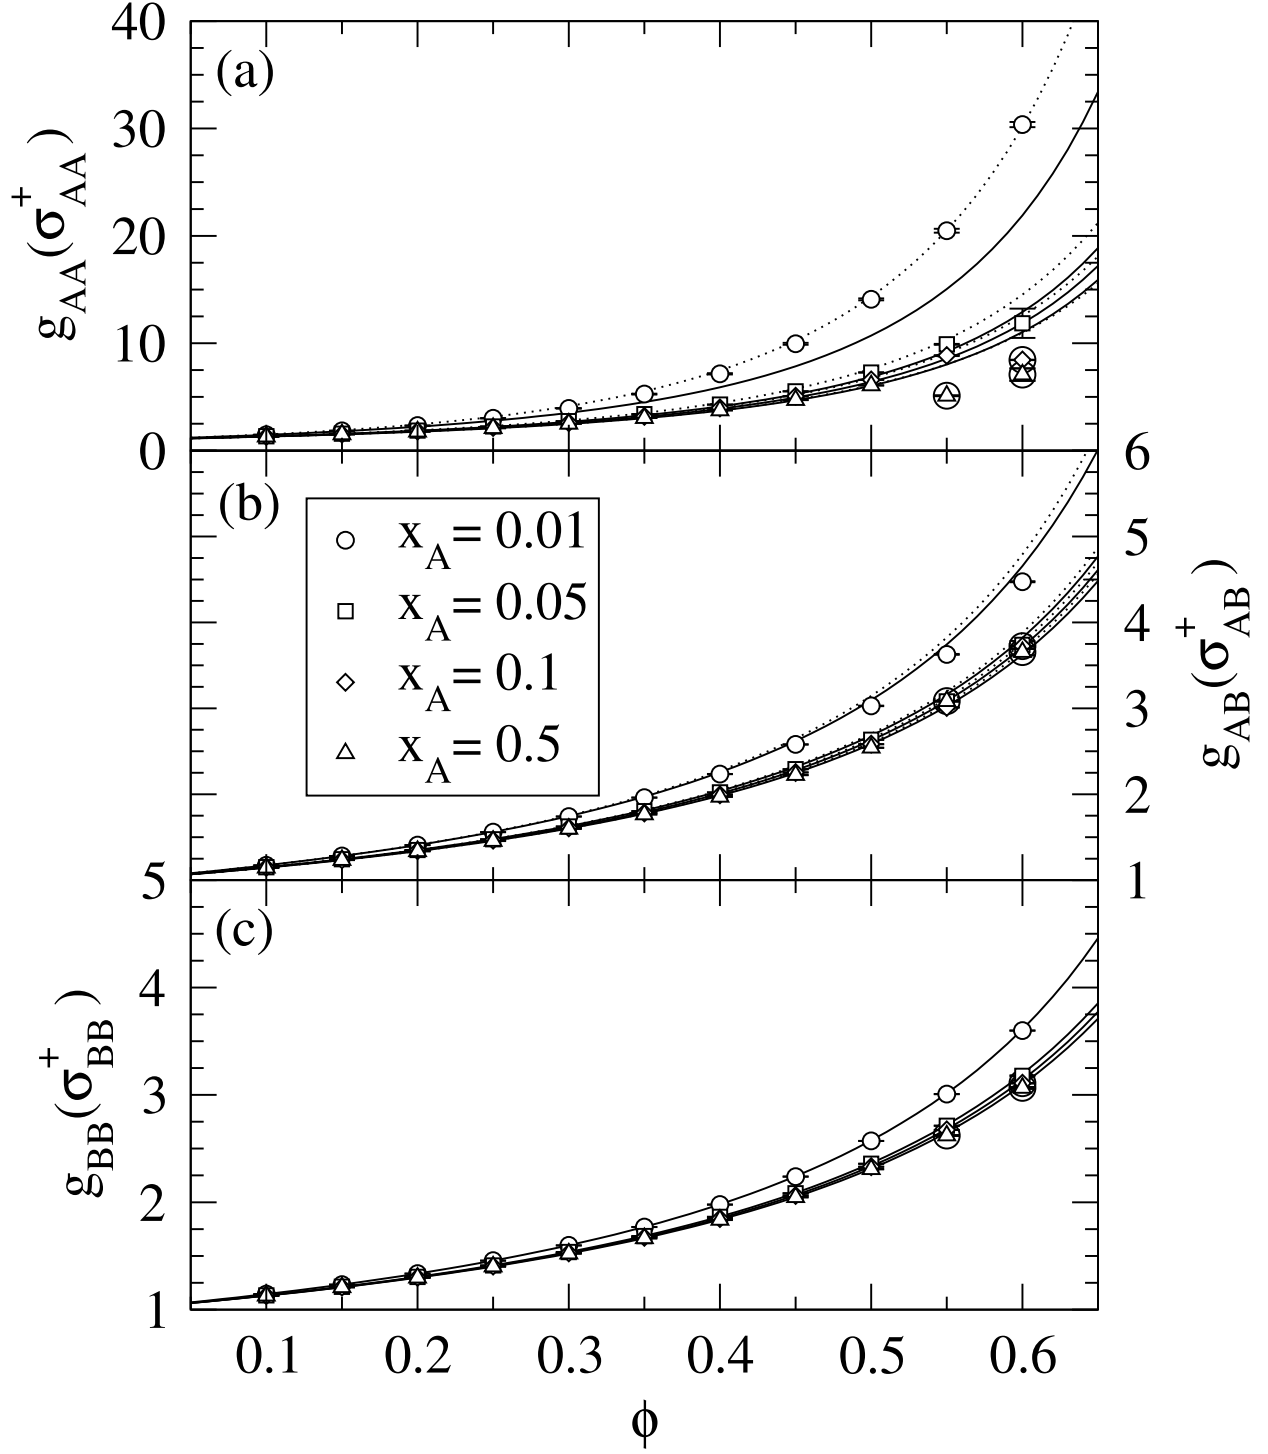 40
(a)
30
20
10
0
g_AA(σ⁺_AA)
6
(b)
x_A = 0.01
x_A = 0.05
x_A = 0.1
x_A = 0.5
5
4
3
2
1
g_AB(σ⁺_AB)
5
(c)
4
3
2
1
g_BB(σ⁺_BB)
0.1 0.2 0.3 0.4 0.5 0.6
ϕ